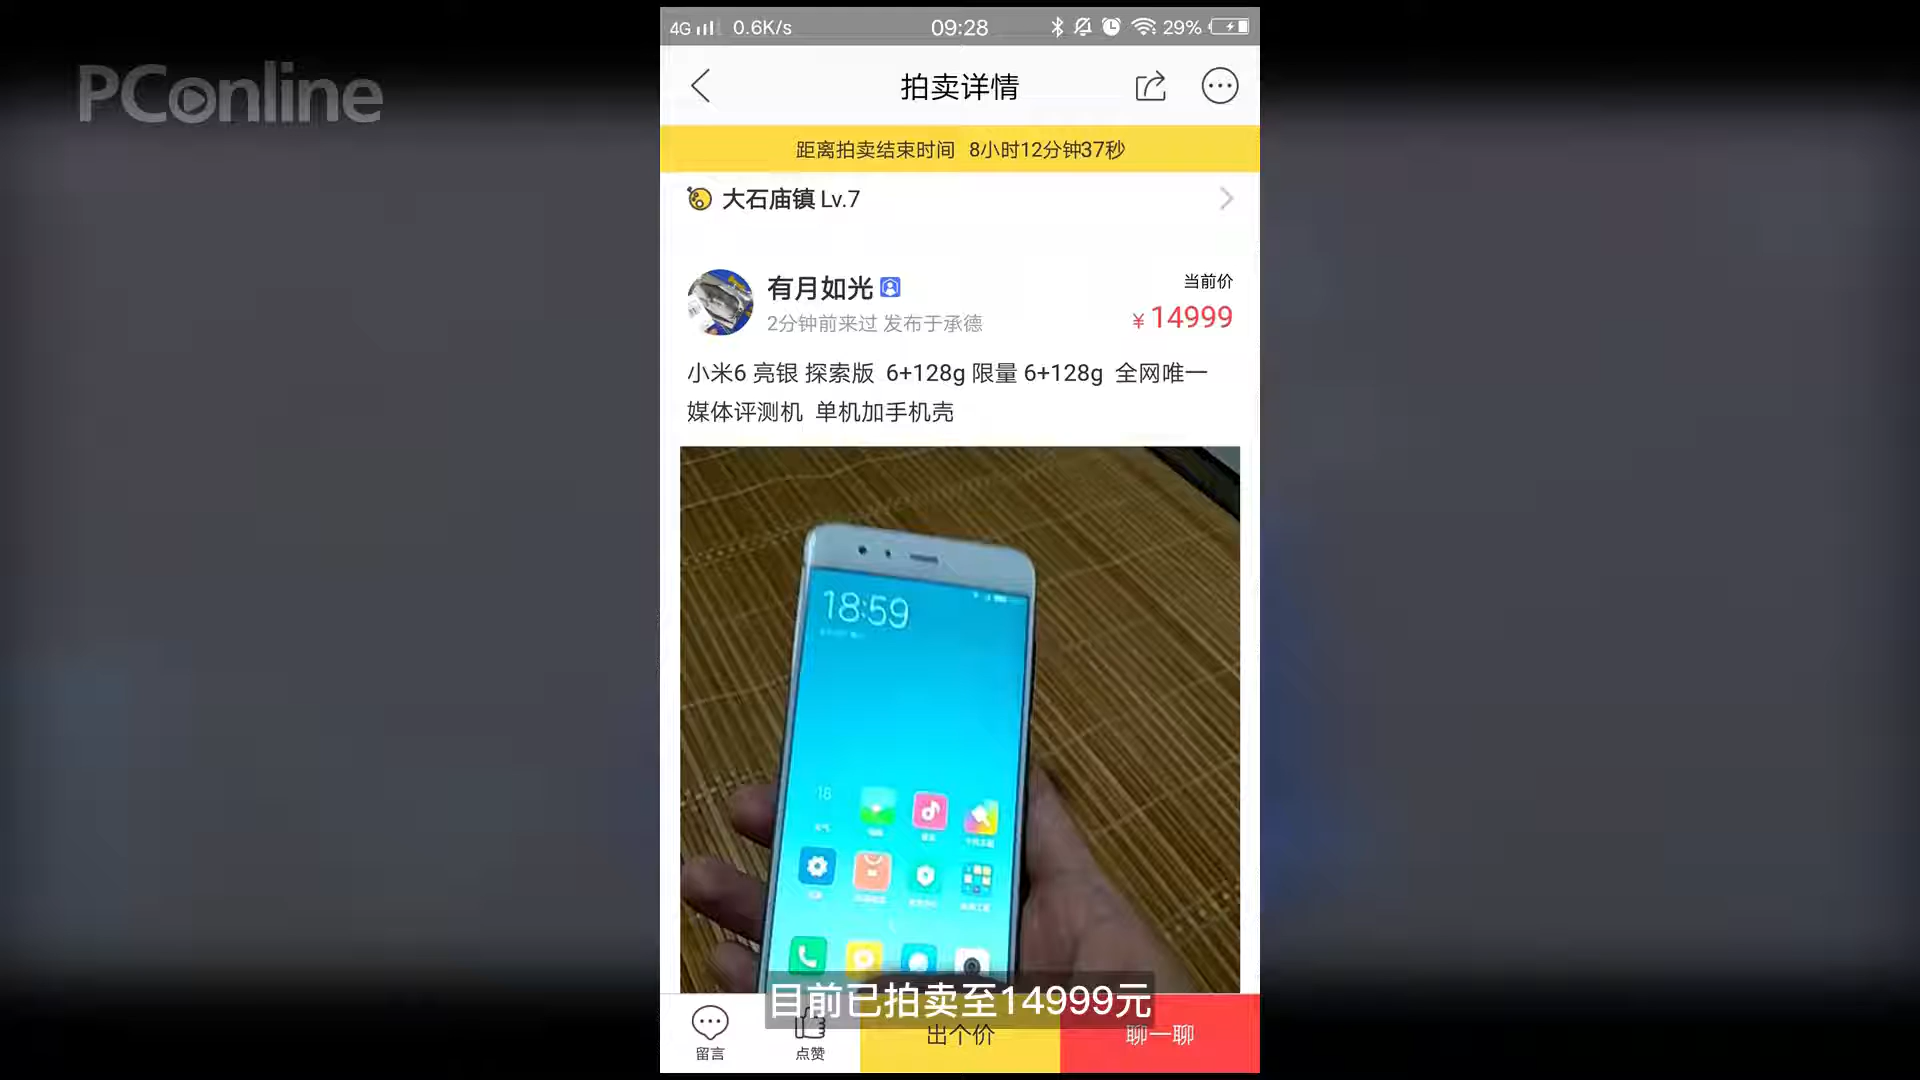 PConline
4G 0.6K/s 09:28 29%
拍卖详情
距离拍卖结束时间 8小时12分钟37秒
大石庙镇 Lv.7
有月如光
当前价
2分钟前来过 发布于承德
¥14999
小米6 亮银 探索版 6+128g 限量 6+128g 全网唯一
媒体评测机 单机加手机壳
18:59
18
目前已拍卖至14999元
留言
点赞
出个价
聊一聊